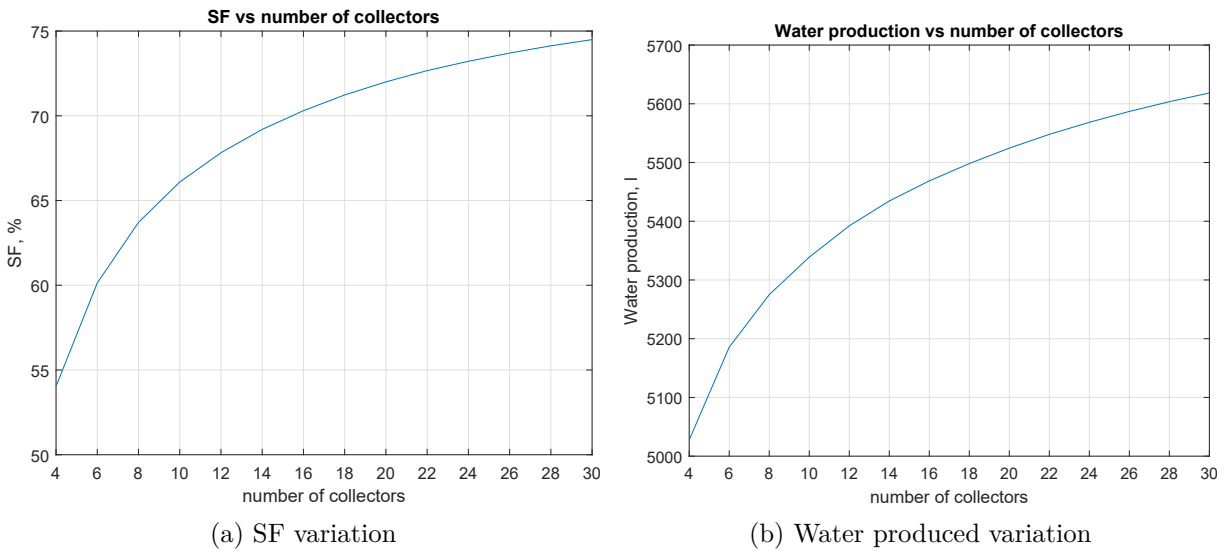 SF vs number of collectors
75
70
65
60
55
50
SF, %
4 6 8 10 12 14 16 18 20 22 24 26 28 30
number of collectors
(a) SF variation
Water production vs number of collectors
5700
5600
5500
5400
5300
5200
5100
5000
Water production, l
4 6 8 10 12 14 16 18 20 22 24 26 28 30
number of collectors
(b) Water produced variation